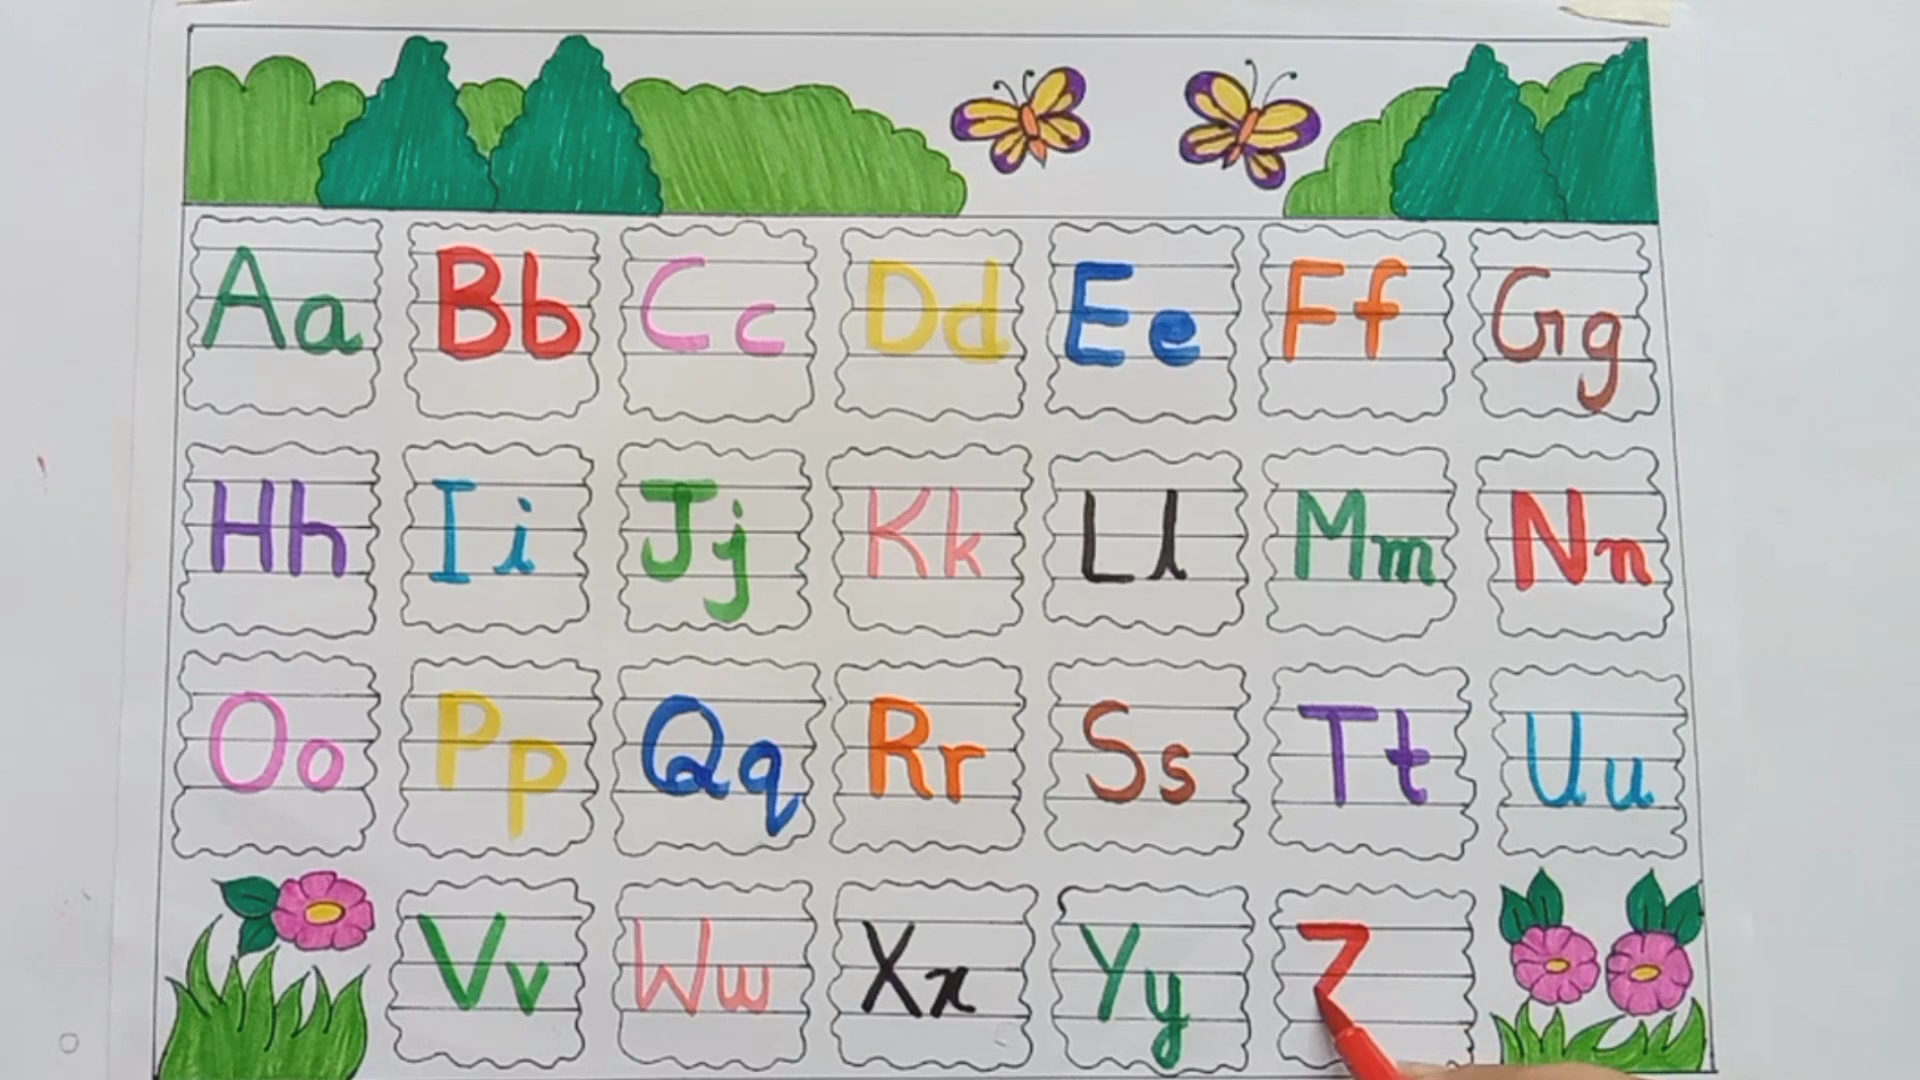 Aa Bb Cc Dd Ee Ff Gg
Hh Ii Jj Kk Ll Mm Nn
Oo Pp Qq Rr Ss Tt Uu
Vv Ww Xx Yy Z